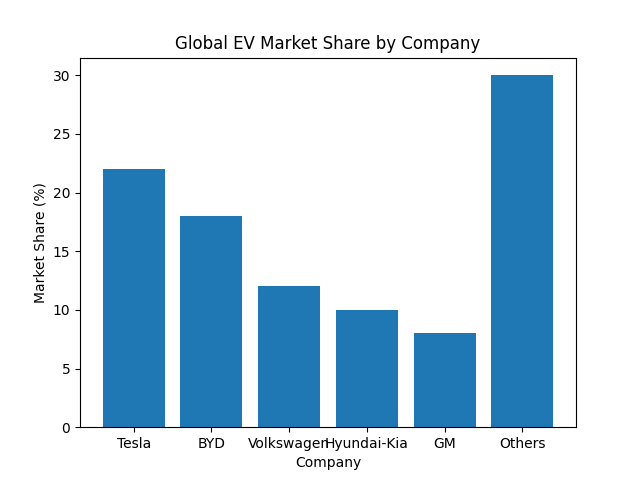 Global EV Market Share by Company
Market Share (%)
30
25
20
15
10
5
0
Tesla BYD Volkswagen Hyundai-Kia GM Others
Company